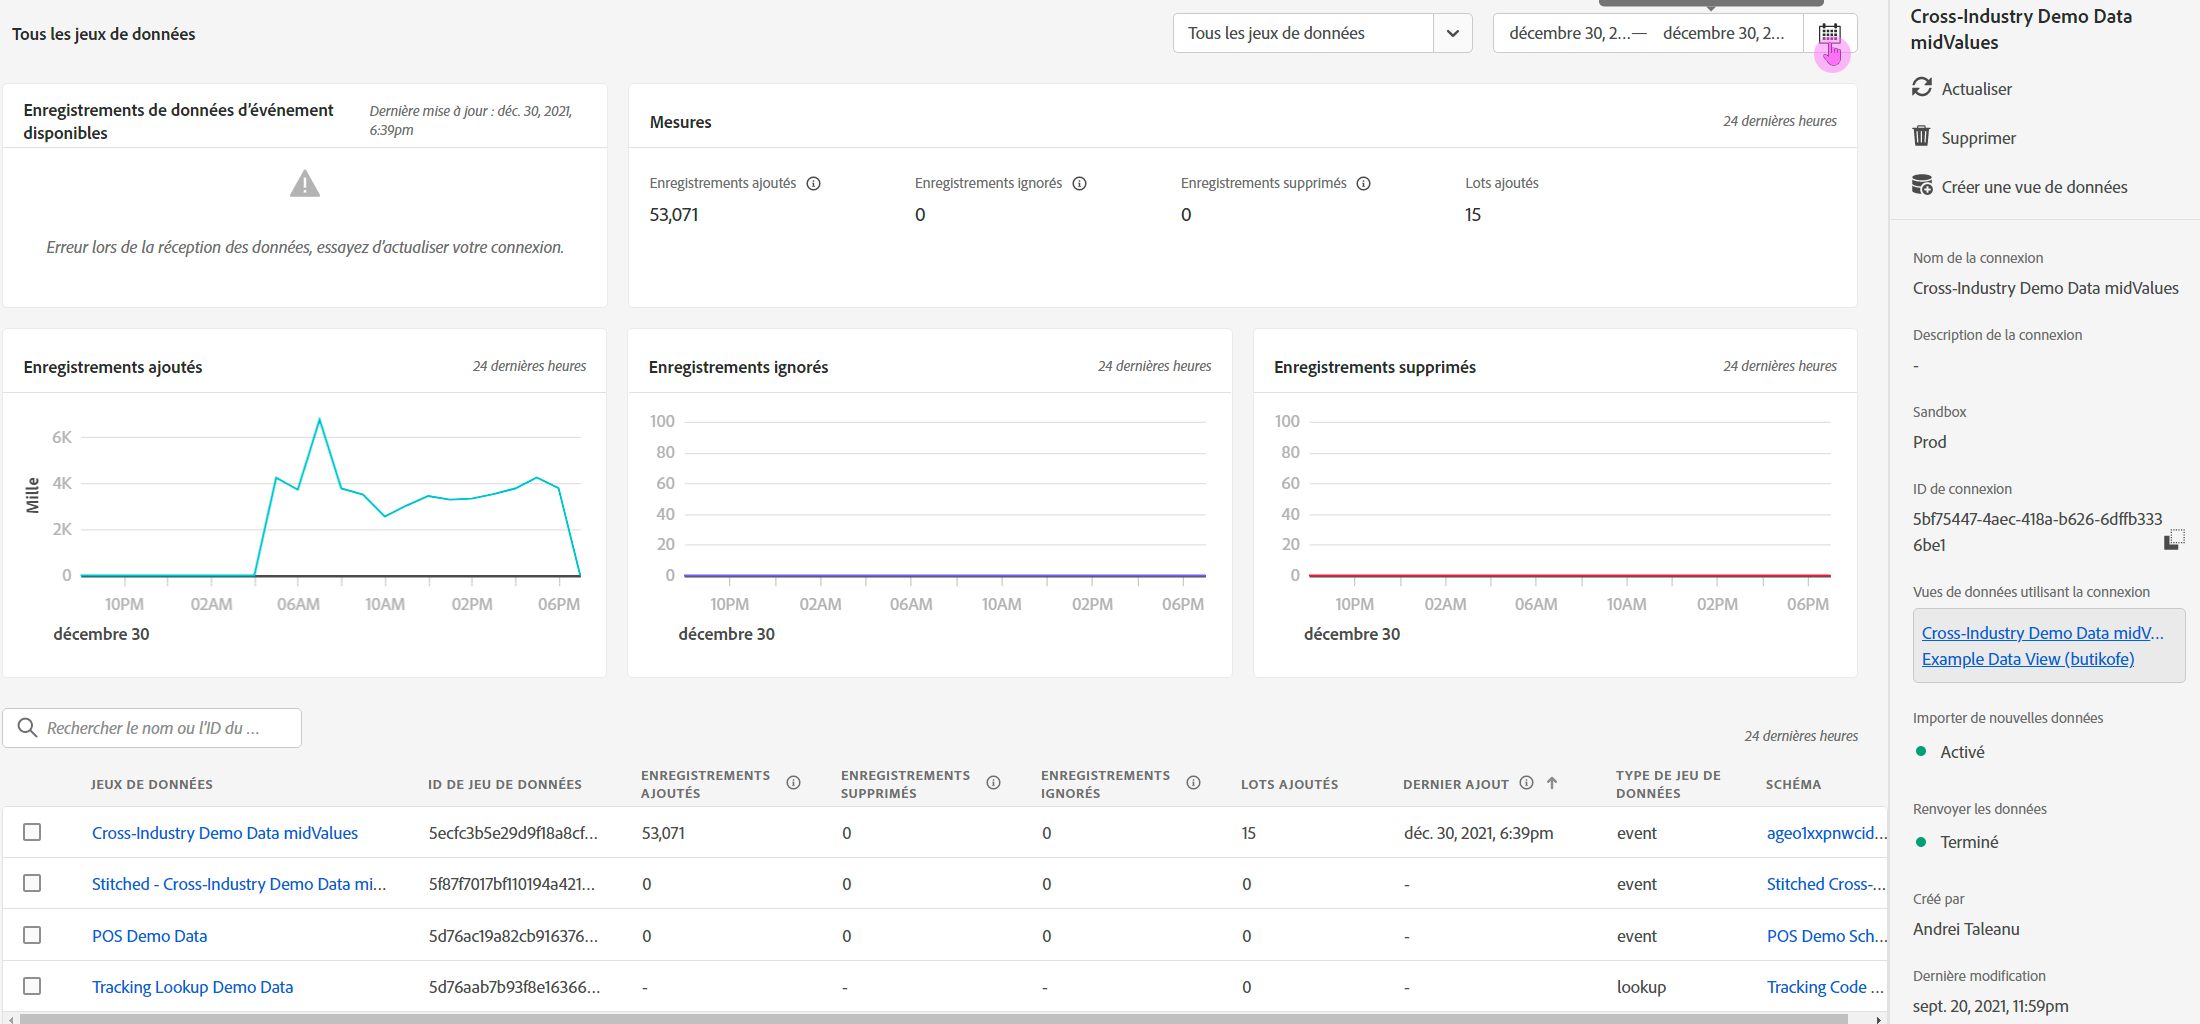 Tous les jeux de données
Tous les jeux de données
décembre 30, 2...— décembre 30, 2...
Enregistrements de données d'événement
disponibles
Dernière mise à jour : déc. 30, 2021,
6:39pm
Erreur lors de la réception des données, essayez d'actualiser votre connexion.
Mesures
24 dernières heures
Enregistrements ajoutés
53,071
Enregistrements ignorés
0
Enregistrements supprimés
0
Lots ajoutés
15
Enregistrements ajoutés
24 dernières heures
Mille
6K
4K
2K
0
10PM 02AM 06AM 10AM 02PM 06PM
décembre 30
Enregistrements ignorés
24 dernières heures
100
80
60
40
20
0
10PM 02AM 06AM 10AM 02PM 06PM
décembre 30
Enregistrements supprimés
24 dernières heures
100
80
60
40
20
0
10PM 02AM 06AM 10AM 02PM 06PM
décembre 30
Rechercher le nom ou l'ID du ...
24 dernières heures
JEUX DE DONNÉES ID DE JEU DE DONNÉES ENREGISTREMENTS AJOUTÉS ENREGISTREMENTS SUPPRIMÉS ENREGISTREMENTS IGNORÉS LOTS AJOUTÉS DERNIER AJOUT TYPE DE JEU DE DONNÉES SCHÉMA
Cross-Industry Demo Data midValues 5ecfc3b5e29d9f18a8cf... 53,071 0 0 15 déc. 30, 2021, 6:39pm event ageo1xxpnwcid...
Stitched - Cross-Industry Demo Data mi... 5f87f7017bf110194a421... 0 0 0 0 - event Stitched Cross-...
POS Demo Data 5d76ac19a82cb916376... 0 0 0 0 - event POS Demo Sch...
Tracking Lookup Demo Data 5d76aab7b93f8e16366... - - - 0 - lookup Tracking Code ...
Cross-Industry Demo Data
midValues
Actualiser
Supprimer
Créer une vue de données
Nom de la connexion
Cross-Industry Demo Data midValues
Description de la connexion
-
Sandbox
Prod
ID de connexion
5bf75447-4aec-418a-b626-6dffb333
6be1
Vues de données utilisant la connexion
Cross-Industry Demo Data midV...
Example Data View (butikofe)
Importer de nouvelles données
Activé
Renvoyer les données
Terminé
Créé par
Andrei Taleanu
Dernière modification
sept. 20, 2021, 11:59pm